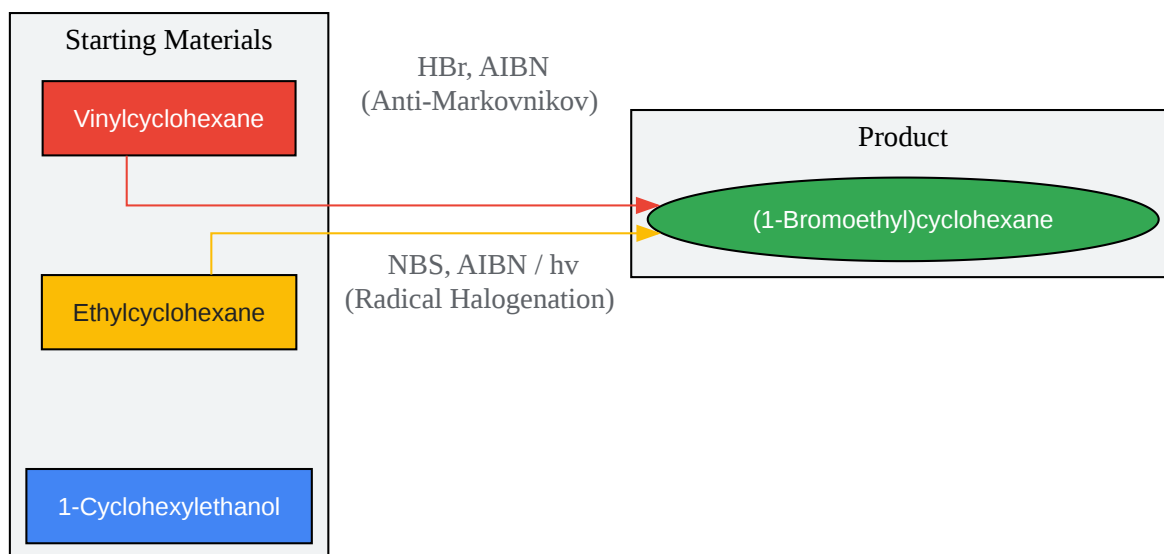 Starting Materials
Vinylcyclohexane
HBr, AIBN
(Anti-Markovnikov)
Product
(1-Bromoethyl)cyclohexane
Ethylcyclohexane
NBS, AIBN / hv
(Radical Halogenation)
1-Cyclohexylethanol